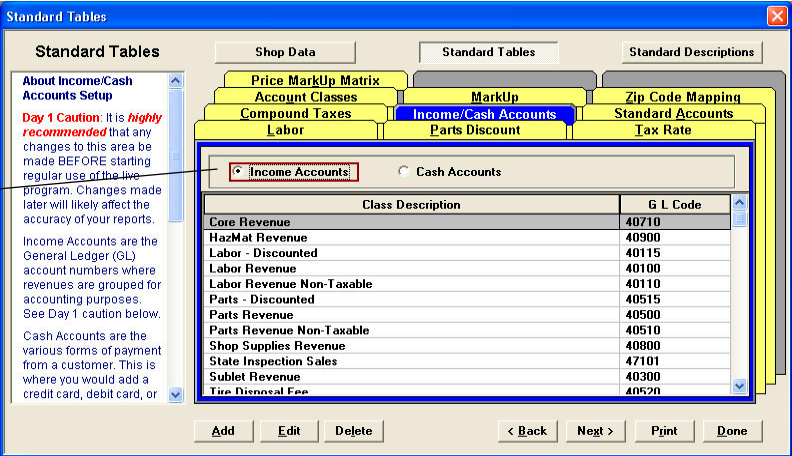 Standard Tables
Standard Tables
Shop Data
Standard Tables
Standard Descriptions
About Income/Cash
Accounts Setup
Day 1 Caution: It is highly
recommended that any
changes to this area be
made BEFORE starting
regular use of the live
program. Changes made
later will likely affect the
accuracy of your reports.
Income Accounts are the
General Ledger (GL)
account numbers where
revenues are grouped for
accounting purposes.
See Day 1 caution below.
Cash Accounts are the
various forms of payment
from a customer. This is
where you would add a
credit card, debit card, or
Price MarkUp Matrix
Account Classes
MarkUp
Zip Code Mapping
Compound Taxes
Income/Cash Accounts
Standard Accounts
Labor
Parts Discount
Tax Rate
Income Accounts
Cash Accounts
Class Description G L Code
Core Revenue 40710
HazMat Revenue 40900
Labor - Discounted 40115
Labor Revenue 40100
Labor Revenue Non-Taxable 40110
Parts - Discounted 40515
Parts Revenue 40500
Parts Revenue Non-Taxable 40510
Shop Supplies Revenue 40800
State Inspection Sales 47101
Sublet Revenue 40300
Tire Disposal Fee 40520
Add
Edit
Delete
< Back
Next >
Print
Done